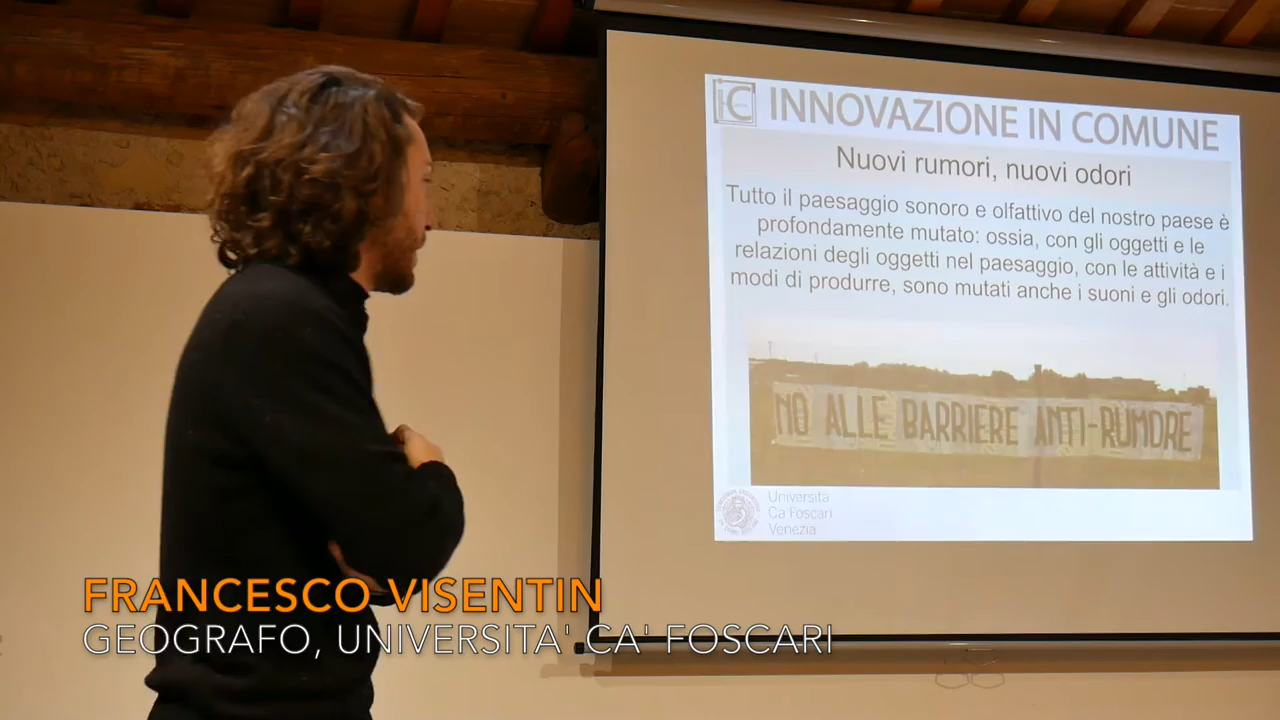 iC INNOVAZIONE IN COMUNE
Nuovi rumori, nuovi odori
Tutto il paesaggio sonoro e olfattivo del nostro paese è
profondamente mutato: ossia, con gli oggetti e le
relazioni degli oggetti nel paesaggio, con le attività e i
modi di produrre, sono mutati anche i suoni e gli odori.
NO ALLE BARRIERE ANTI-RUMORE
Università
Ca'Foscari
Venezia
FRANCESCO VISENTIN
GEOGRAFO, UNIVERSITA' CA' FOSCARI